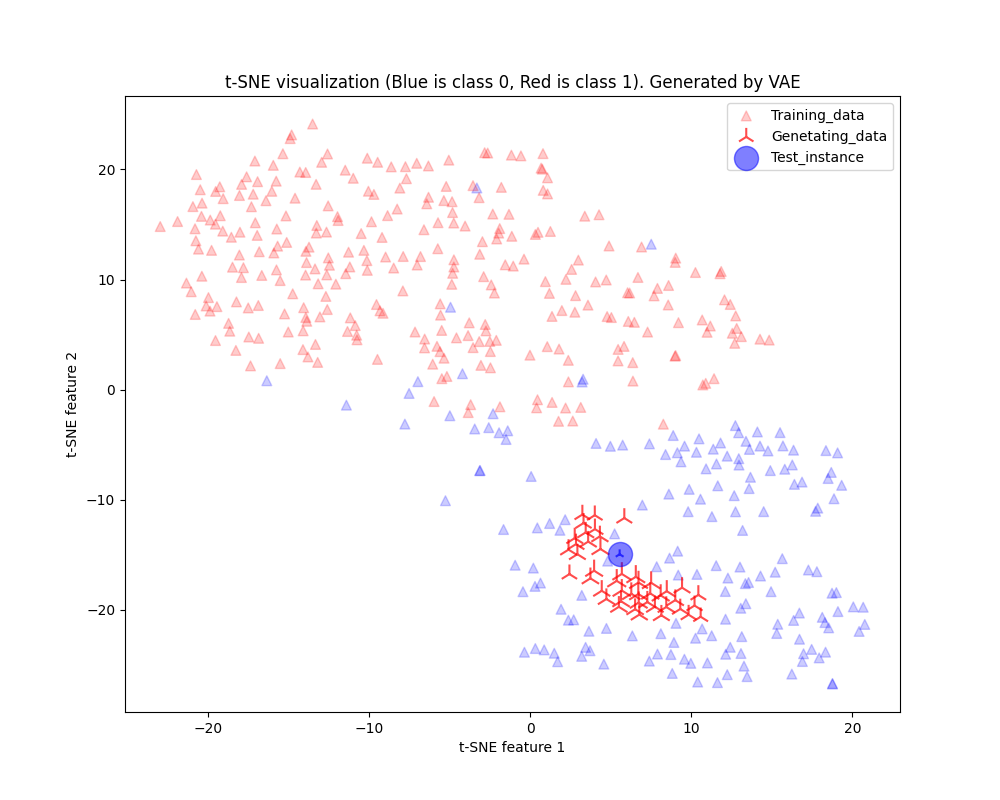 t-SNE visualization (Blue is class 0, Red is class 1). Generated by VAE
Training_data
Genetating_data
Test_instance
20
10
0
−10
−20
t-SNE feature 2
−20
−10
0
10
20
t-SNE feature 1